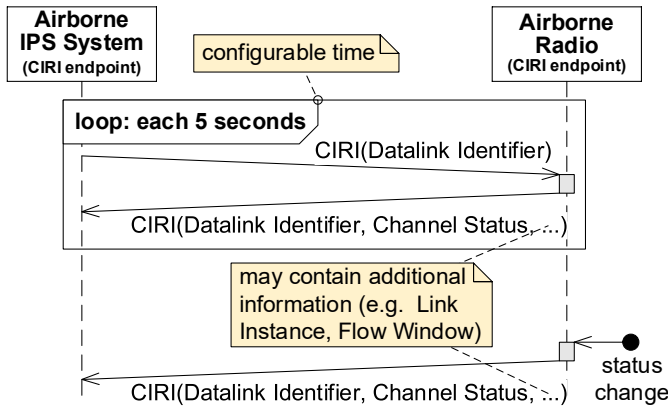 Airborne
IPS System
(CIRI endpoint)
Airborne
Radio
(CIRI endpoint)
configurable time
loop: each 5 seconds
CIRI(Datalink Identifier)
CIRI(Datalink Identifier, Channel Status, ...)
may contain additional
information (e.g. Link
Instance, Flow Window)
status
change
CIRI(Datalink Identifier, Channel Status, ...)